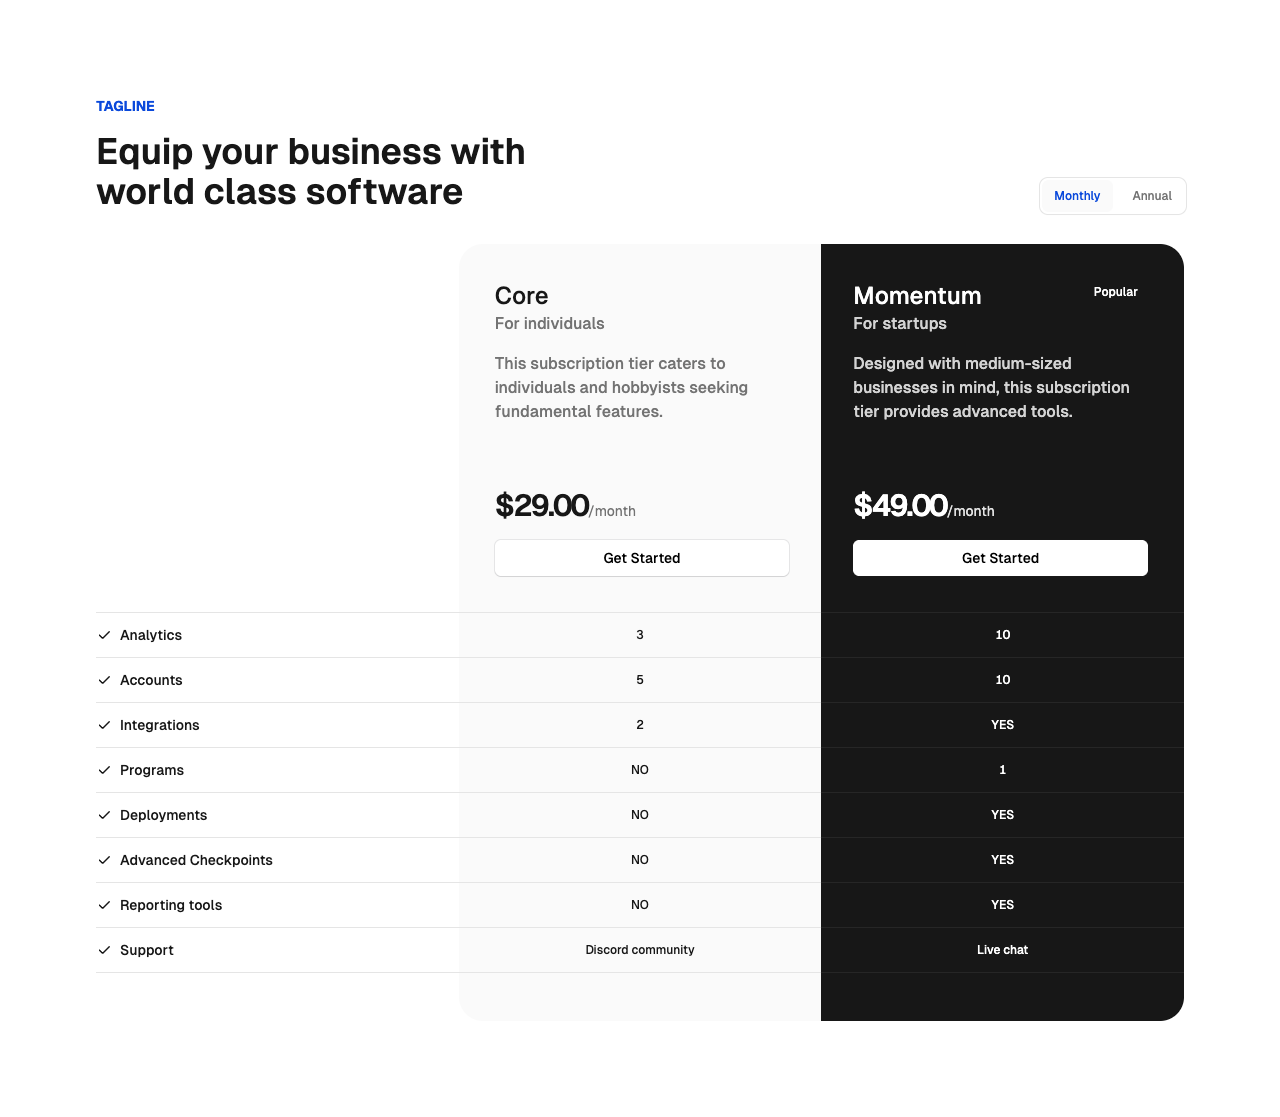 TAGLINE
Equip your business with
world class software
Monthly Annual
Core
For individuals
This subscription tier caters to
individuals and hobbyists seeking
fundamental features.
$29.00/month
Get Started
Momentum
Popular
For startups
Designed with medium-sized
businesses in mind, this subscription
tier provides advanced tools.
$49.00/month
Get Started
Analytics 3 10
Accounts 5 10
Integrations 2 YES
Programs NO 1
Deployments NO YES
Advanced Checkpoints NO YES
Reporting tools NO YES
Support Discord community Live chat